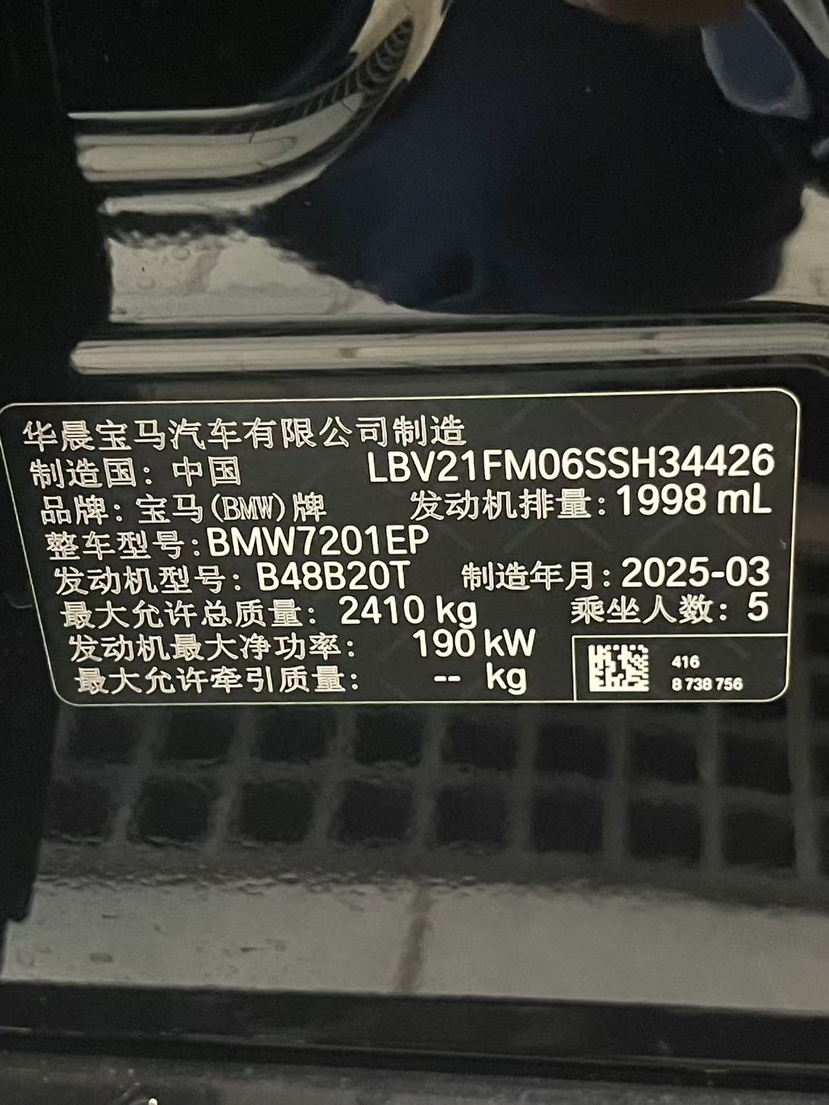 华晨宝马汽车有限公司制造
制造国：中国 LBV21FM06SSH34426
品牌：宝马(BMW)牌 发动机排量：1998 mL
整车型号：BMW7201EP
发动机型号：B48B20T 制造年月：2025-03
最大允许总质量：2410 kg 乘坐人数：5
发动机最大净功率：190 kW
最大允许牵引质量：-- kg
416
8 738 756